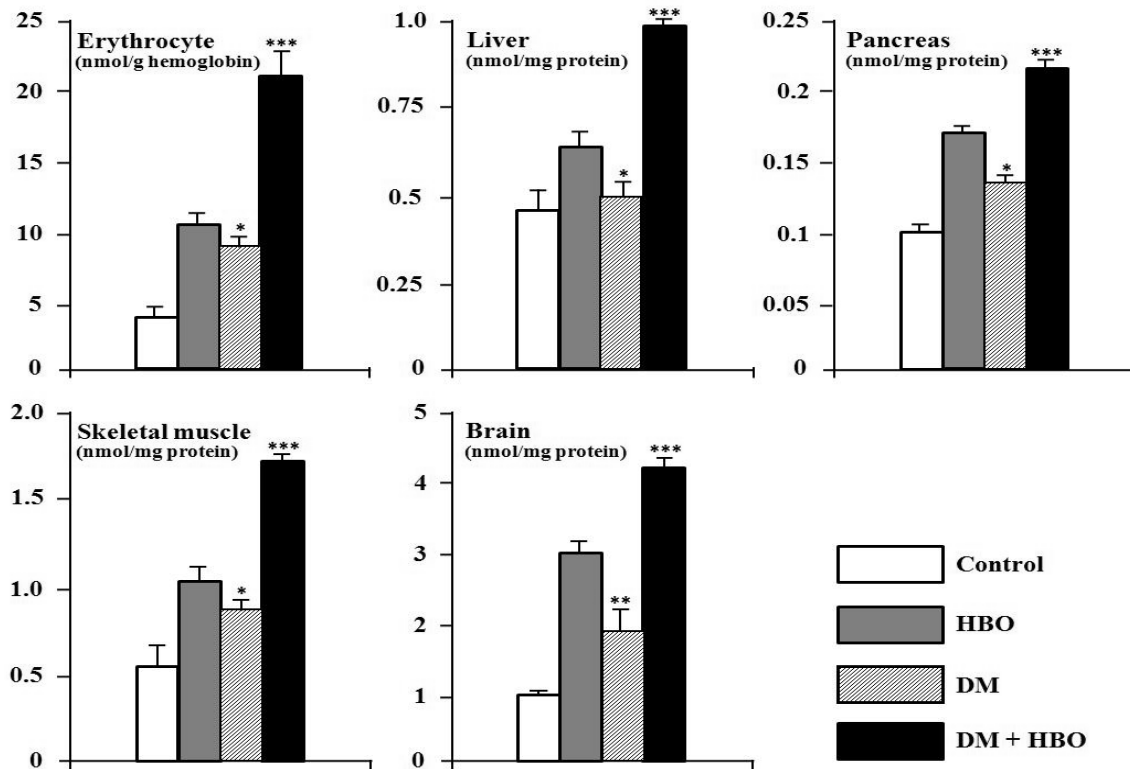 25
20
15
10
5
0
Erythrocyte
(nmol/g hemoglobin)
*
***
1.0
0.75
0.5
0.25
0
Liver
(nmol/mg protein)
*
***
0.25
0.2
0.15
0.1
0.05
0
Pancreas
(nmol/mg protein)
*
***
2.0
1.5
1.0
0.5
0
Skeletal muscle
(nmol/mg protein)
*
***
5
4
3
2
1
0
Brain
(nmol/mg protein)
**
***
Control
HBO
DM
DM + HBO